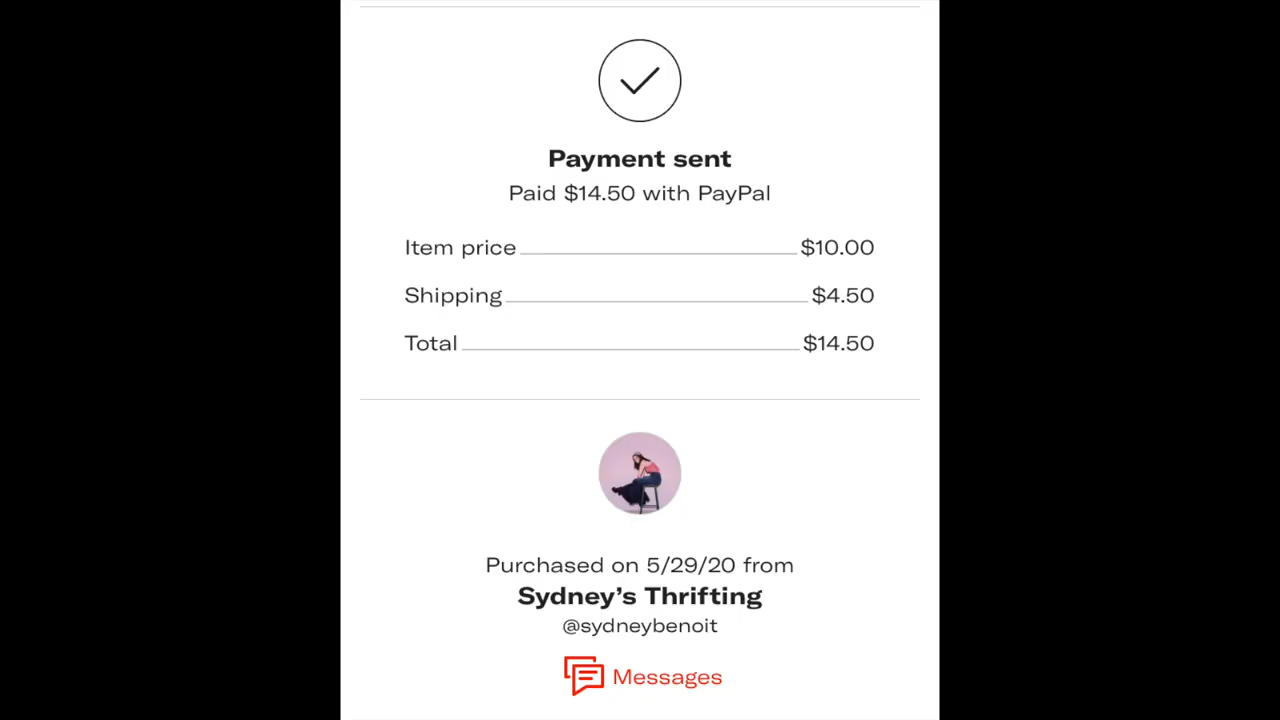 Payment sent
Paid $14.50 with PayPal
Item price $10.00
Shipping $4.50
Total $14.50
Purchased on 5/29/20 from
Sydney’s Thrifting
@sydneybenoit
Messages